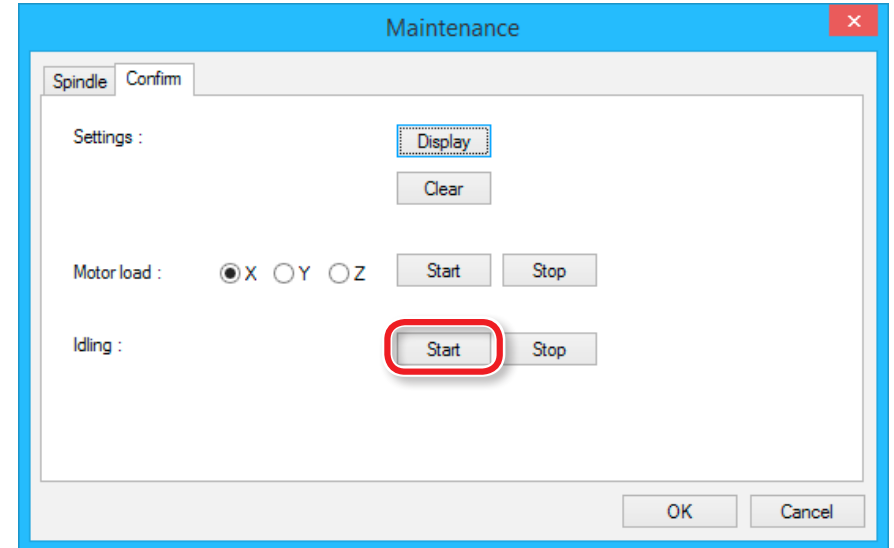 Maintenance
Spindle Confirm
Settings : Display
Clear
Motor load : X Y Z Start Stop
Idling : Start Stop
OK Cancel